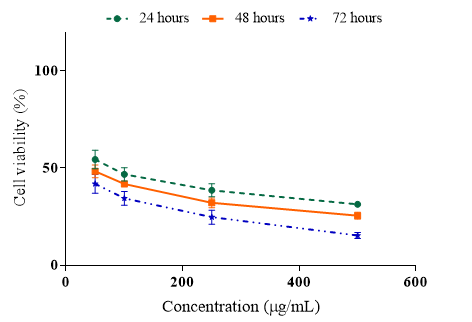 24 hours 48 hours 72 hours
100
50
0
0 200 400 600
Cell viability (%)
Concentration (μg/mL)